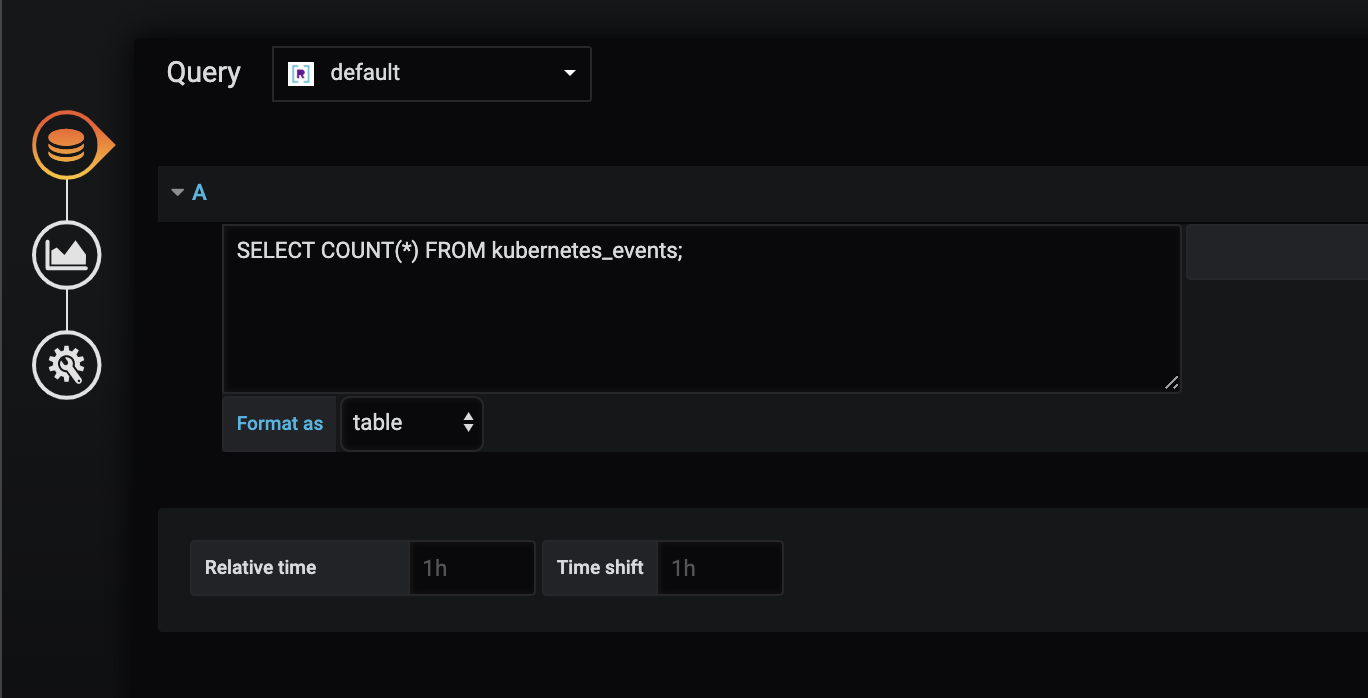 Query
default
A
SELECT COUNT(*) FROM kubernetes_events;
Format as table
Relative time 1h Time shift 1h